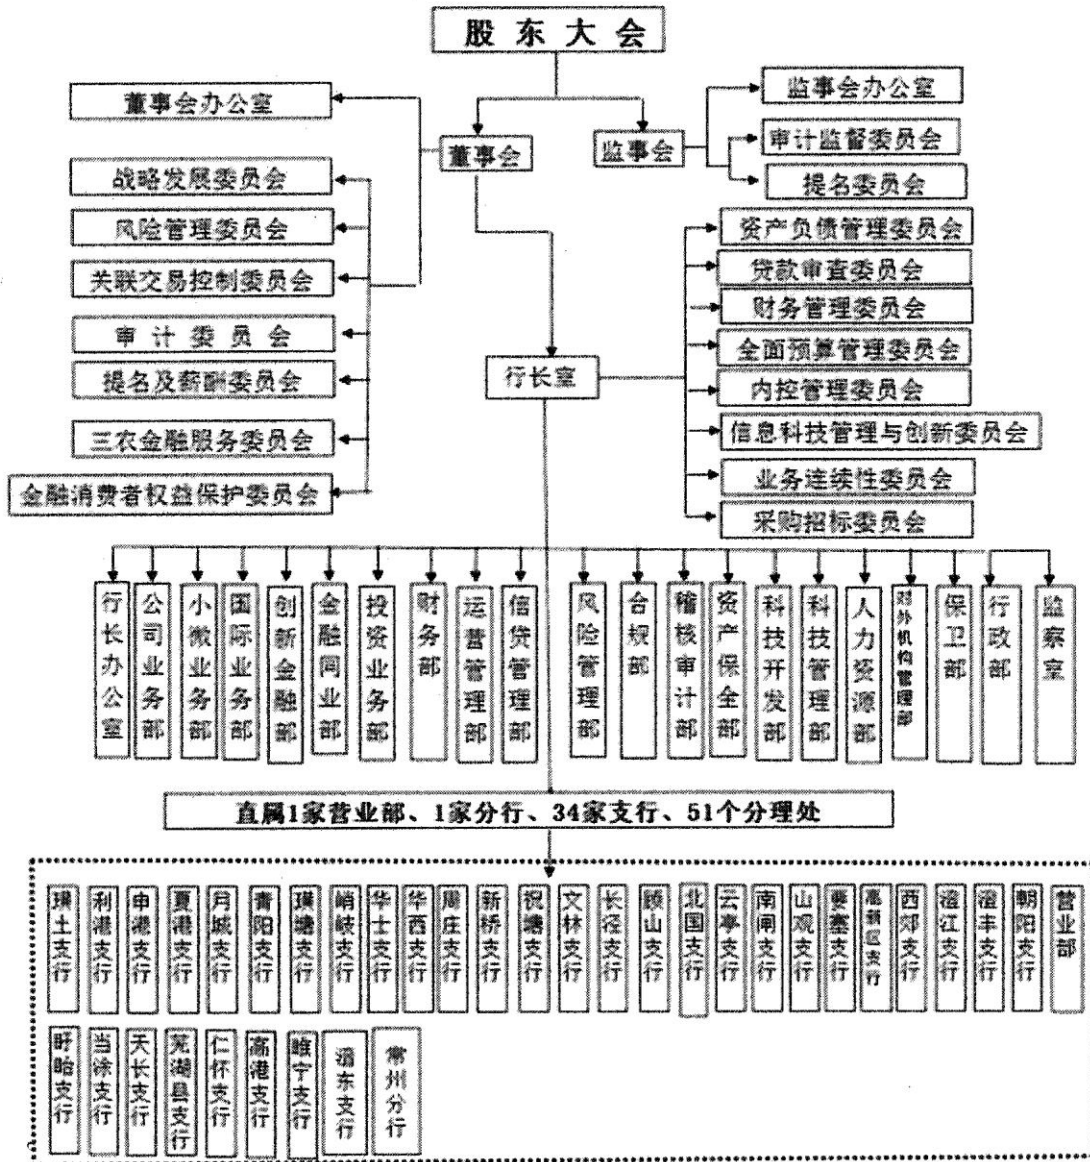 股东大会
董事会办公室
监事会办公室
董事会
监事会
审计监督委员会
提名委员会
战略发展委员会
风险管理委员会
关联交易控制委员会
审计委员会
提名及薪酬委员会
三农金融服务委员会
金融消费者权益保护委员会
资产负债管理委员会
贷款审查委员会
财务管理委员会
全面预算管理委员会
内控管理委员会
信息科技管理与创新委员会
业务连续性委员会
采购招标委员会
行长室
行长办公室
公司业务部
小微业务部
国际业务部
创新金融部
金融同业部
投资业务部
财务部
运营管理部
信贷管理部
风险管理部
合规部
稽核审计部
资产保全部
科技开发部
科技管理部
人力资源部
对外机构管理部
保卫部
行政部
监察室
直属1家营业部、1家分行、34家支行、51个分理处
璜土支行
利港支行
申港支行
夏港支行
月城支行
青阳支行
璜塘支行
峭岐支行
华士支行
华西支行
周庄支行
新桥支行
祝塘支行
文林支行
长泾支行
顾山支行
北国支行
云亭支行
南闸支行
山观支行
要塞支行
高新区支行
西郊支行
澄江支行
澄丰支行
朝阳支行
营业部
盱眙支行
当涂支行
天长支行
芜湖县支行
仁怀支行
高港支行
睢宁支行
清东支行
常州分行